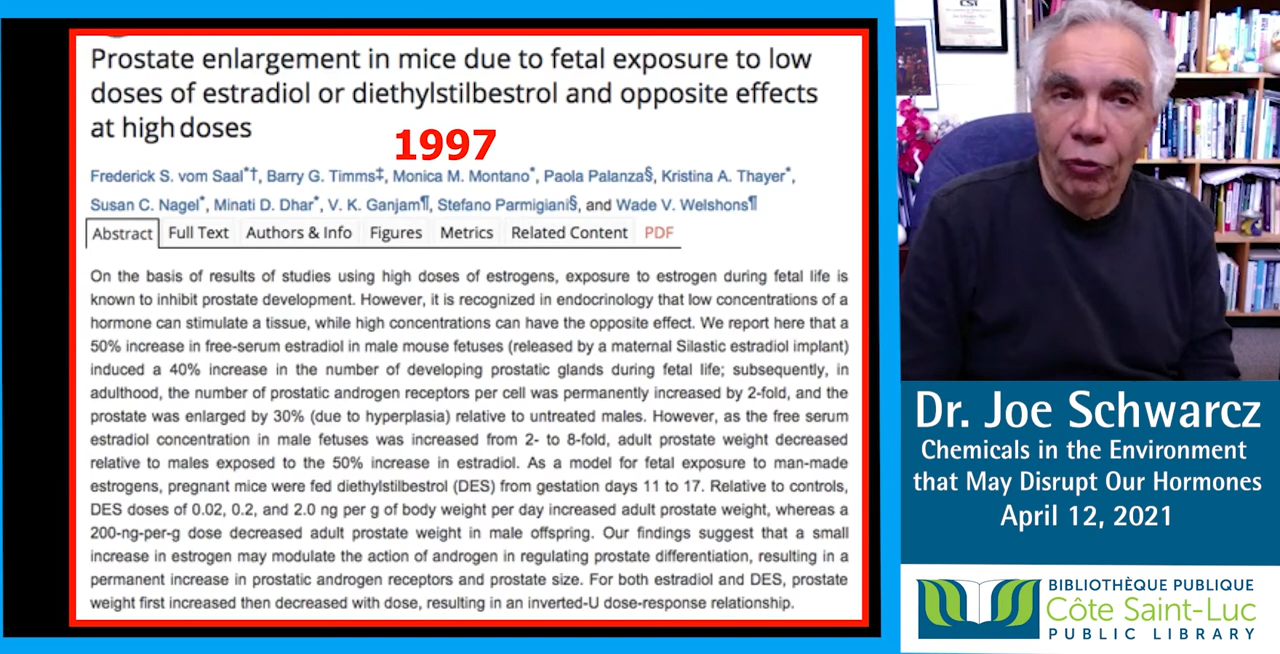 Prostate enlargement in mice due to fetal exposure to low
doses of estradiol or diethylstilbestrol and opposite effects
at high doses
1997
Frederick S. vom Saal*†, Barry G. Timms‡, Monica M. Montano*, Paola Palanza§, Kristina A. Thayer*,
Susan C. Nagel*, Minati D. Dhar*, V. K. Ganjam¶, Stefano Parmigiani§, and Wade V. Welshons¶
Abstract Full Text Authors & Info Figures Metrics Related Content PDF
On the basis of results of studies using high doses of estrogens, exposure to estrogen during fetal life is
known to inhibit prostate development. However, it is recognized in endocrinology that low concentrations of a
hormone can stimulate a tissue, while high concentrations can have the opposite effect. We report here that a
50% increase in free-serum estradiol in male mouse fetuses (released by a maternal Silastic estradiol implant)
induced a 40% increase in the number of developing prostatic glands during fetal life; subsequently, in
adulthood, the number of prostatic androgen receptors per cell was permanently increased by 2-fold, and the
prostate was enlarged by 30% (due to hyperplasia) relative to untreated males. However, as the free serum
estradiol concentration in male fetuses was increased from 2- to 8-fold, adult prostate weight decreased
relative to males exposed to the 50% increase in estradiol. As a model for fetal exposure to man-made
estrogens, pregnant mice were fed diethylstilbestrol (DES) from gestation days 11 to 17. Relative to controls,
DES doses of 0.02, 0.2, and 2.0 ng per g of body weight per day increased adult prostate weight, whereas a
200-ng-per-g dose decreased adult prostate weight in male offspring. Our findings suggest that a small
increase in estrogen may modulate the action of androgen in regulating prostate differentiation, resulting in a
permanent increase in prostatic androgen receptors and prostate size. For both estradiol and DES, prostate
weight first increased then decreased with dose, resulting in an inverted-U dose-response relationship.
CSI
Dr. Joe Schwarcz
Chemicals in the Environment
that May Disrupt Our Hormones
April 12, 2021
BIBLIOTHÈQUE PUBLIQUE
Côte Saint-Luc
PUBLIC LIBRARY